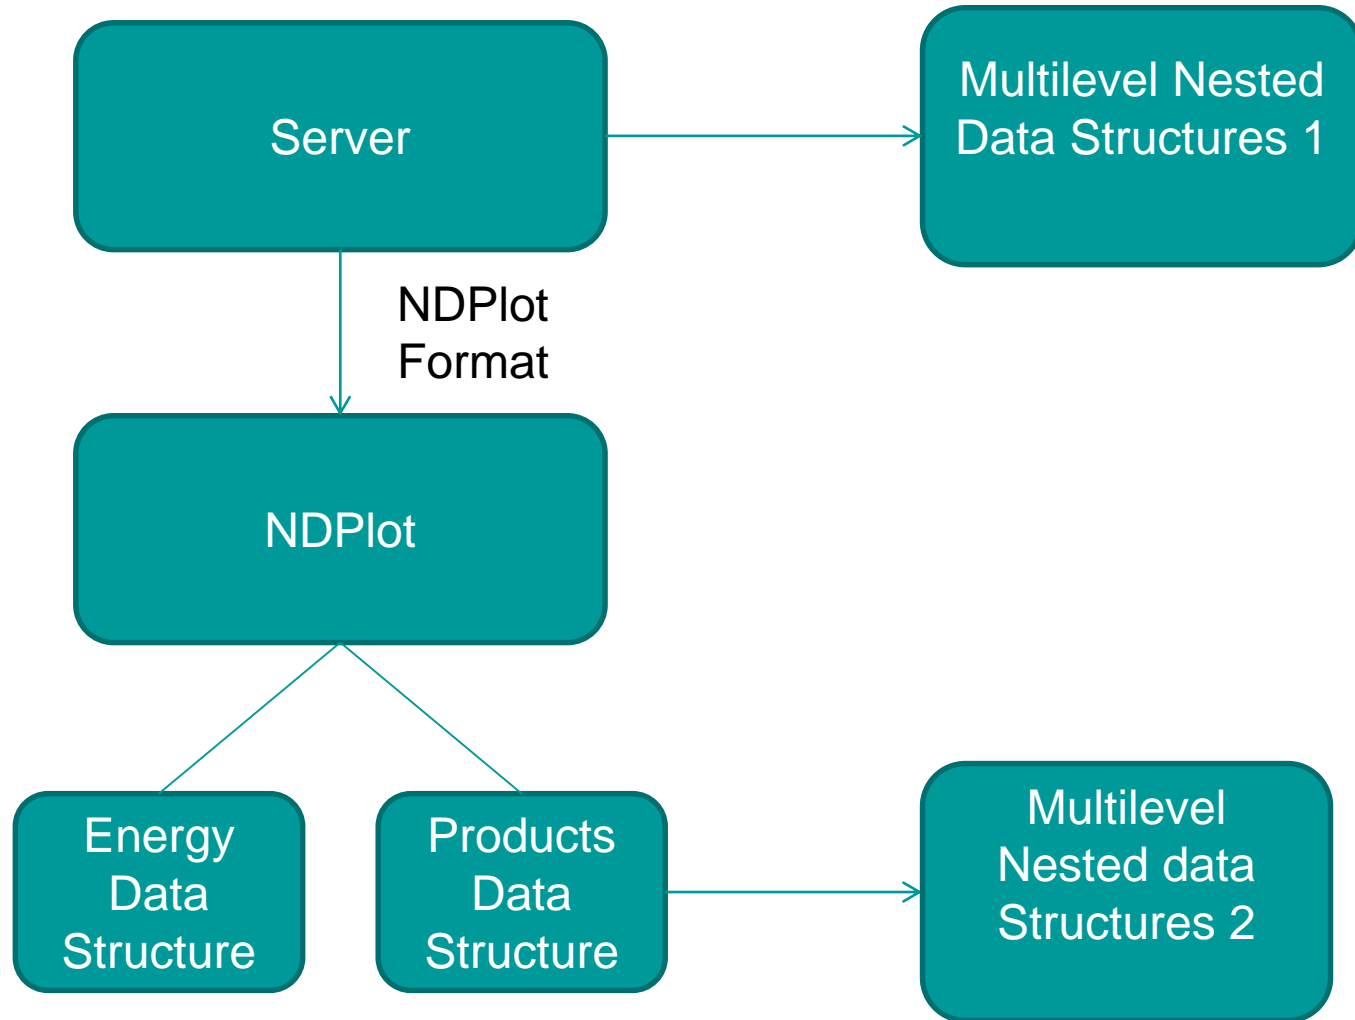 Server
Multilevel Nested
Data Structures 1
NDPlot
Format
NDPlot
Energy
Data
Structure
Products
Data
Structure
Multilevel
Nested data
Structures 2